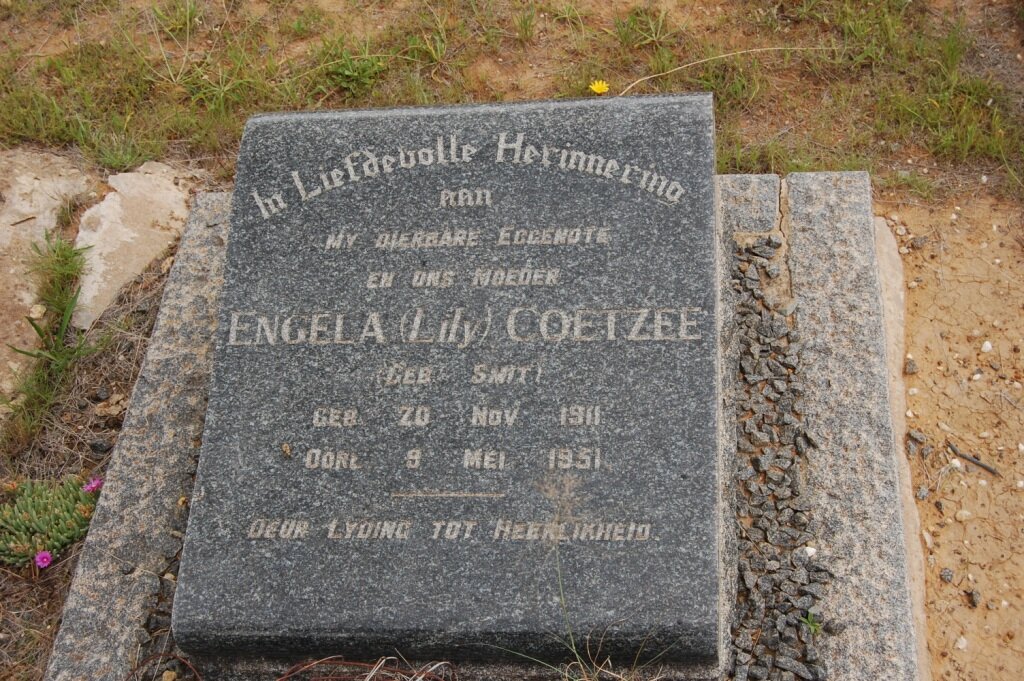 In Liefdevolle Herinnering
aan
MY DIERBARE EGGENOTE
EN ONS MOEDER
ENGELA (Lily) COETZEE
(GEB. SMIT)
GEB. 20 NOV. 1911
OORL. 9 MEI 1951
DEUR LYDING TOT HEERLIKHEID.